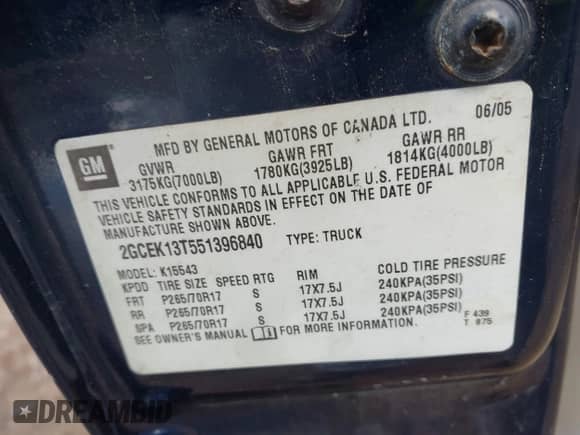 06/05
MFD BY GENERAL MOTORS OF CANADA LTD.
GM
GVWR GAWR FRT GAWR RR
3175KG(7000LB) 1780KG(3925LB) 1814KG(4000LB)
THIS VEHICLE CONFORMS TO ALL APPLICABLE U.S. FEDERAL MOTOR
VEHICLE SAFETY STANDARDS IN EFFECT ON THE DATE OF
MANUFACTURE SHOWN ABOVE.
2GCEK13T551396840 TYPE: TRUCK
MODEL: K15543
KPDD TIRE SIZE SPEED RTG RIM COLD TIRE PRESSURE
FRT P265/70R17 S 17X7.5J 240KPA(35PSI)
RR P265/70R17 S 17X7.5J 240KPA(35PSI)
SPA P265/70R17 S 17X7.5J 240KPA(35PSI)
SEE OWNER'S MANUAL FOR MORE INFORMATION.
F 439
T 875
DREAMBID